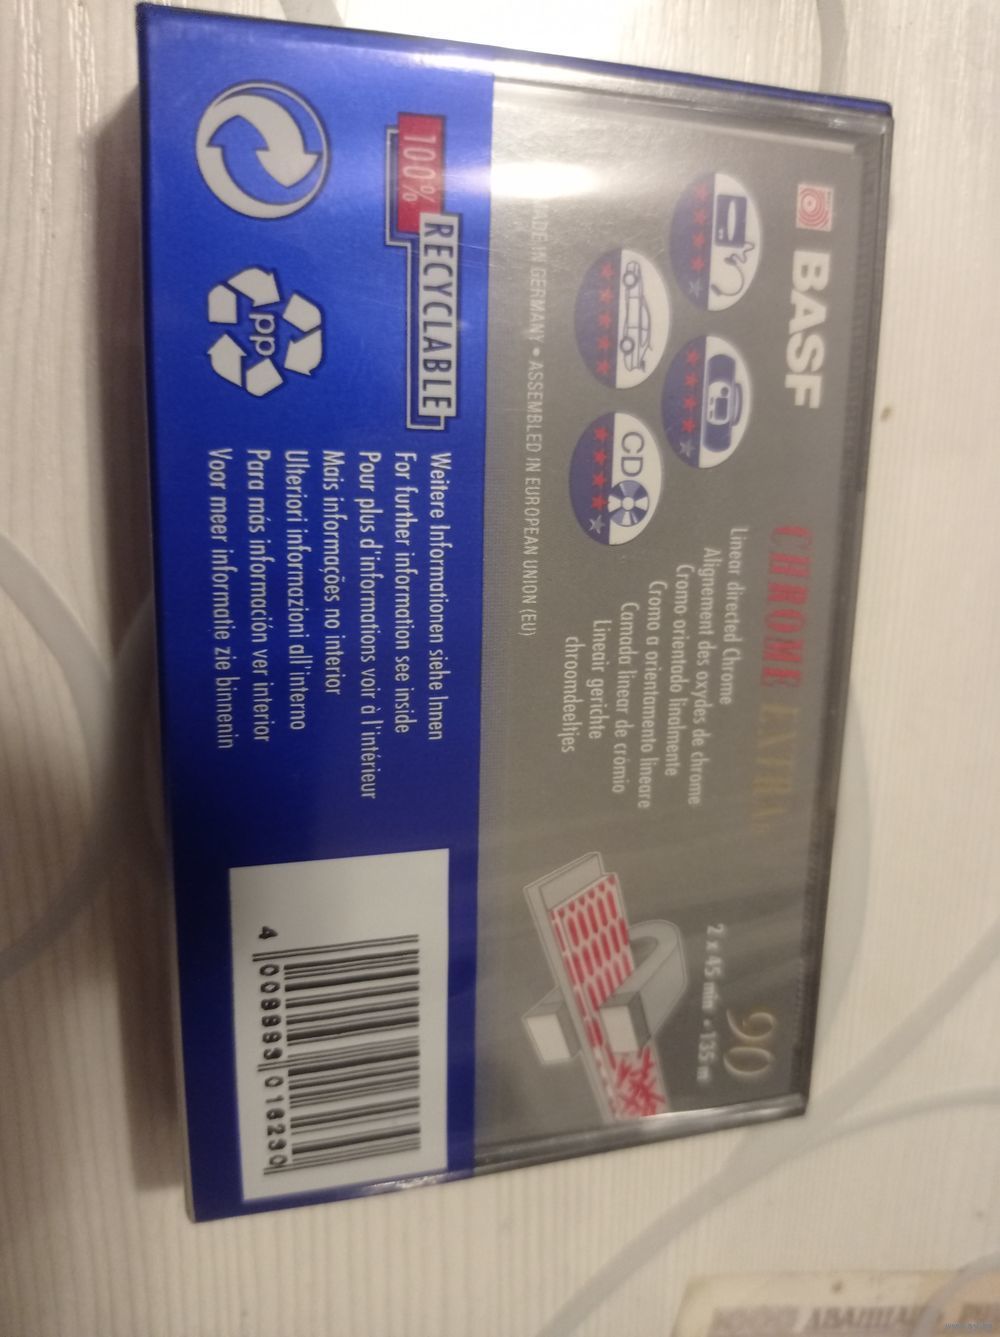 BASF
CHROME EXTRA
90
2 x 45 min • 135 m
Linear directed Chrome
Alignement des oxydes de chrome
Cromo orientado linalmente
Cromo a orientamento lineare
Camada linear de crómio
Lineair gerichte
chroomdeeltjes
CD
MADE IN GERMANY • ASSEMBLED IN EUROPEAN UNION (EU)
100%
RECYCLABLE
PP
Weitere Informationen siehe Innen
For further information see inside
Pour plus d'informations voir à l'intérieur
Mais informações no interior
Ulteriori informazioni all'interno
Para más información ver interior
Voor meer informatie zie binnenin
4 009993 016230